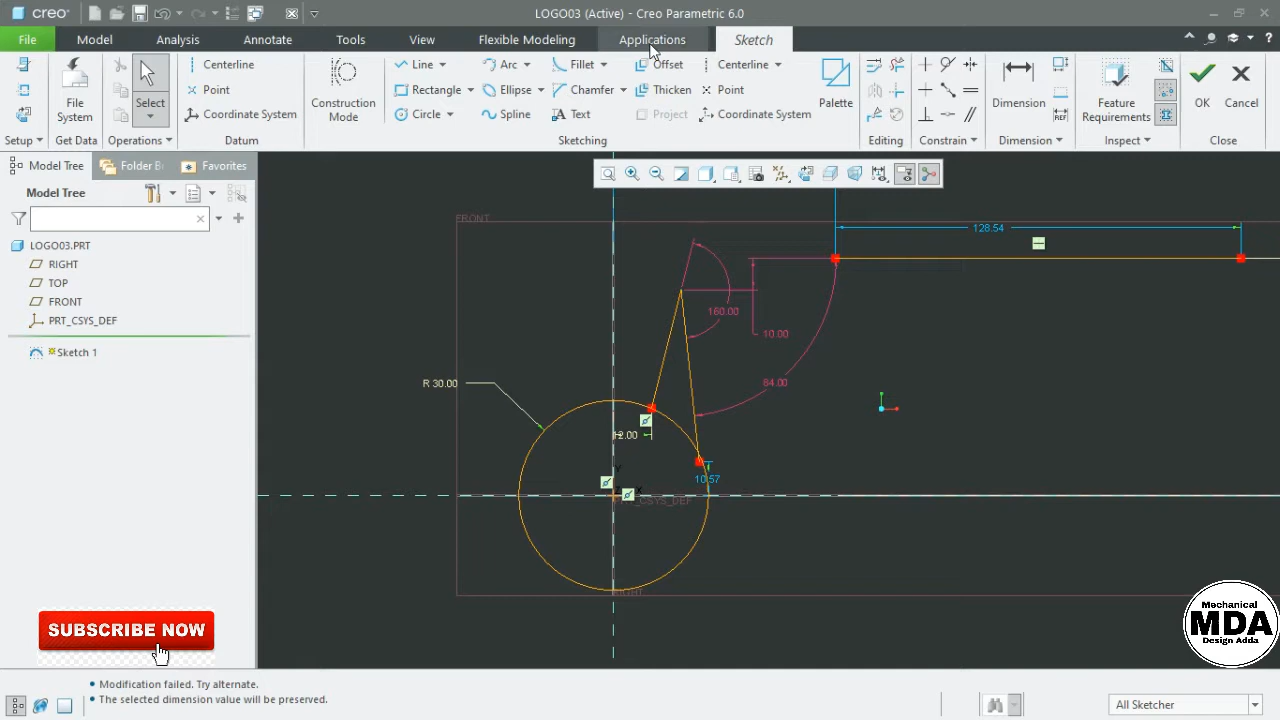 creo
LOGO03 (Active) - Creo Parametric 6.0
File
Model
Analysis
Annotate
Tools
View
Flexible Modeling
Applications
Sketch
File System
Select
Centerline
Point
Coordinate System
Construction Mode
Line
Arc
Fillet
Offset
Centerline
Rectangle
Ellipse
Chamfer
Thicken
Point
Circle
Spline
Text
Project
Coordinate System
Palette
Dimension
REF
Feature Requirements
OK
Cancel
Setup
Get Data
Operations
Datum
Sketching
Editing
Constrain
Dimension
Inspect
Close
Model Tree
Folder B
Favorites
Model Tree
LOGO03.PRT
RIGHT
TOP
FRONT
PRT_CSYS_DEF
Sketch 1
FRONT
128.54
160.00
10.00
84.00
R 30.00
12.00
10.57
Y
X
PRT_CSYS_DEF
RIGHT
SUBSCRIBE NOW
Mechanical
MDA
Design Adda
Modification failed. Try alternate.
The selected dimension value will be preserved.
All Sketcher